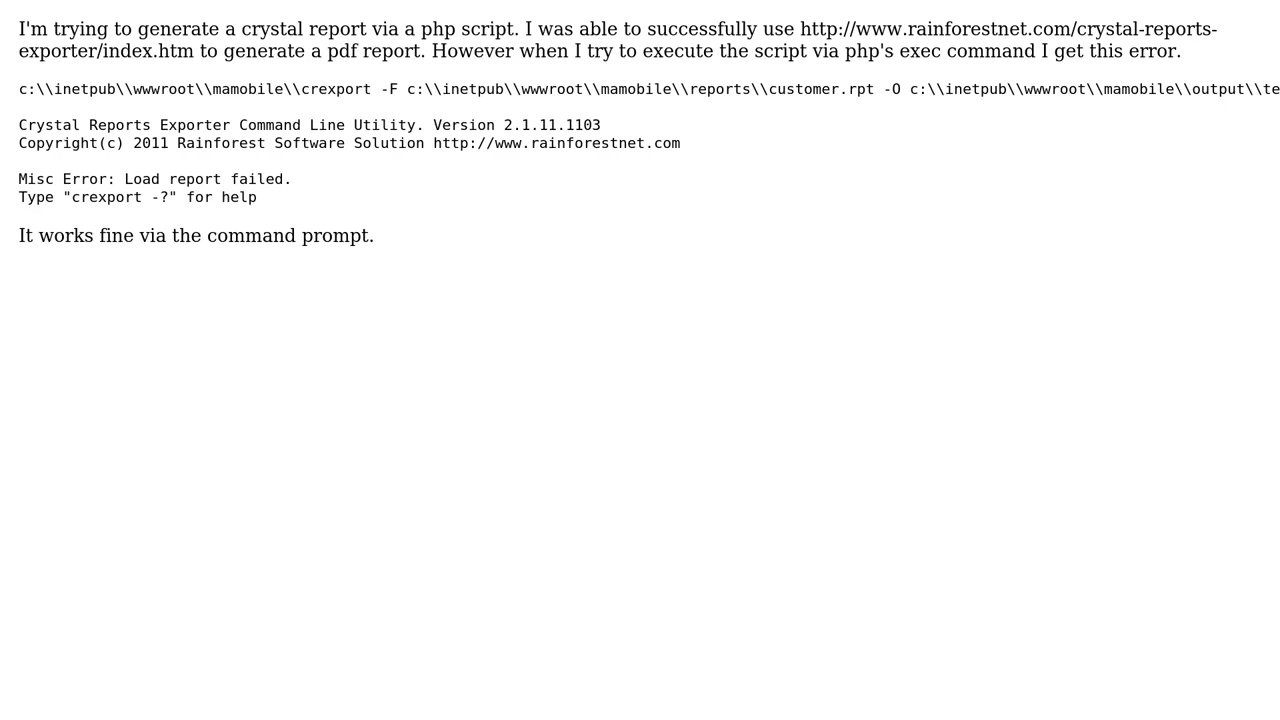 I'm trying to generate a crystal report via a php script. I was able to successfully use http://www.rainforestnet.com/crystal-reports-
exporter/index.htm to generate a pdf report. However when I try to execute the script via php's exec command I get this error.
c:\\inetpub\\wwwroot\\mamobile\\crexport -F c:\\inetpub\\wwwroot\\mamobile\\reports\\customer.rpt -O c:\\inetpub\\wwwroot\\mamobile\\output\\te
Crystal Reports Exporter Command Line Utility. Version 2.1.11.1103
Copyright(c) 2011 Rainforest Software Solution http://www.rainforestnet.com
Misc Error: Load report failed.
Type "crexport -?" for help
It works fine via the command prompt.